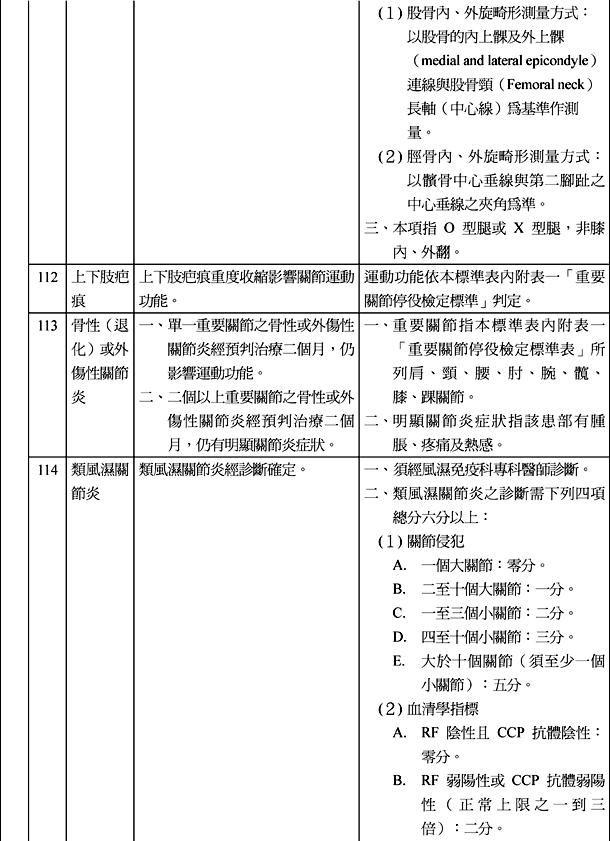 （1）股骨內、外旋畸形測量方式：
以股骨的內上髁及外上髁
（medial and lateral epicondyle）
連線與股骨頸（Femoral neck）
長軸（中心線）為基準作測
量。
（2）脛骨內、外旋畸形測量方式：
以髕骨中心垂線與第二腳趾之
中心垂線之夾角為準。
三、本項指 O 型腿或 X 型腿，非膝
內、外翻。
112
上下肢疤
痕
上下肢疤痕重度收縮影響關節運動
功能。
運動功能依本標準表內附表一「重要
關節停役檢定標準」判定。
113
骨性（退
化）或外
傷性關節
炎
一、單一重要關節之骨性或外傷性
關節炎經預判治療二個月，仍
影響運動功能。
二、二個以上重要關節之骨性或外
傷性關節炎經預判治療二個
月，仍有明顯關節炎症狀。
一、重要關節指本標準表內附表一
「重要關節停役檢定標準表」所
列肩、頸、腰、肘、腕、髖、
膝、踝關節。
二、明顯關節炎症狀指該患部有腫
脹、疼痛及熱感。
114
類風濕關
節炎
類風濕關節炎經診斷確定。
一、須經風濕免疫科專科醫師診斷。
二、類風濕關節炎之診斷需下列四項
總分六分以上：
（1）關節侵犯
A. 一個大關節：零分。
B. 二至十個大關節：一分。
C. 一至三個小關節：二分。
D. 四至十個小關節：三分。
E. 大於十個關節（須至少一個
小關節）：五分。
（2）血清學指標
A. RF 陰性且 CCP 抗體陰性：
零分。
B. RF 弱陽性或 CCP 抗體弱陽
性（正常上限之一到三
倍）：二分。